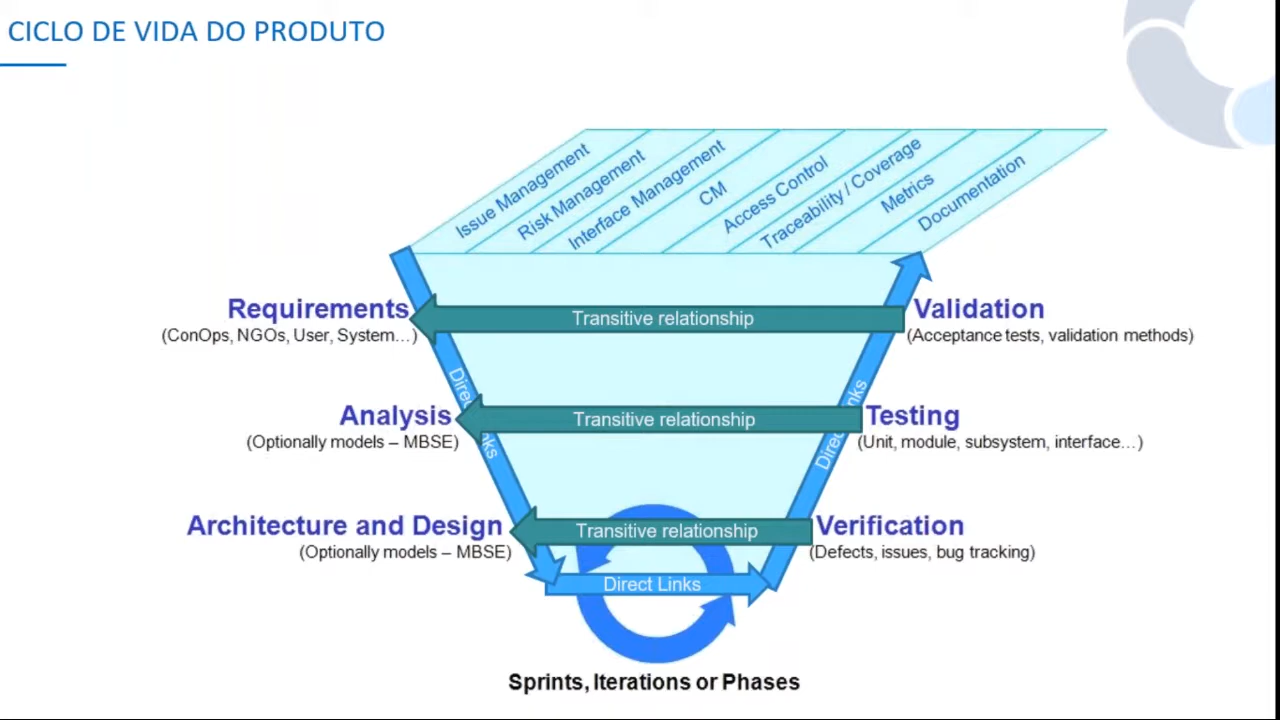 CICLO DE VIDA DO PRODUTO
Issue Management
Risk Management
Interface Management
CM
Access Control
Traceability / Coverage
Metrics
Documentation
Requirements
(ConOps, NGOs, User, System…)
Transitive relationship
Validation
(Acceptance tests, validation methods)
Analysis
(Optionally models – MBSE)
Transitive relationship
Testing
(Unit, module, subsystem, interface…)
Architecture and Design
(Optionally models – MBSE)
Transitive relationship
Verification
(Defects, issues, bug tracking)
Direct Links
Sprints, Iterations or Phases